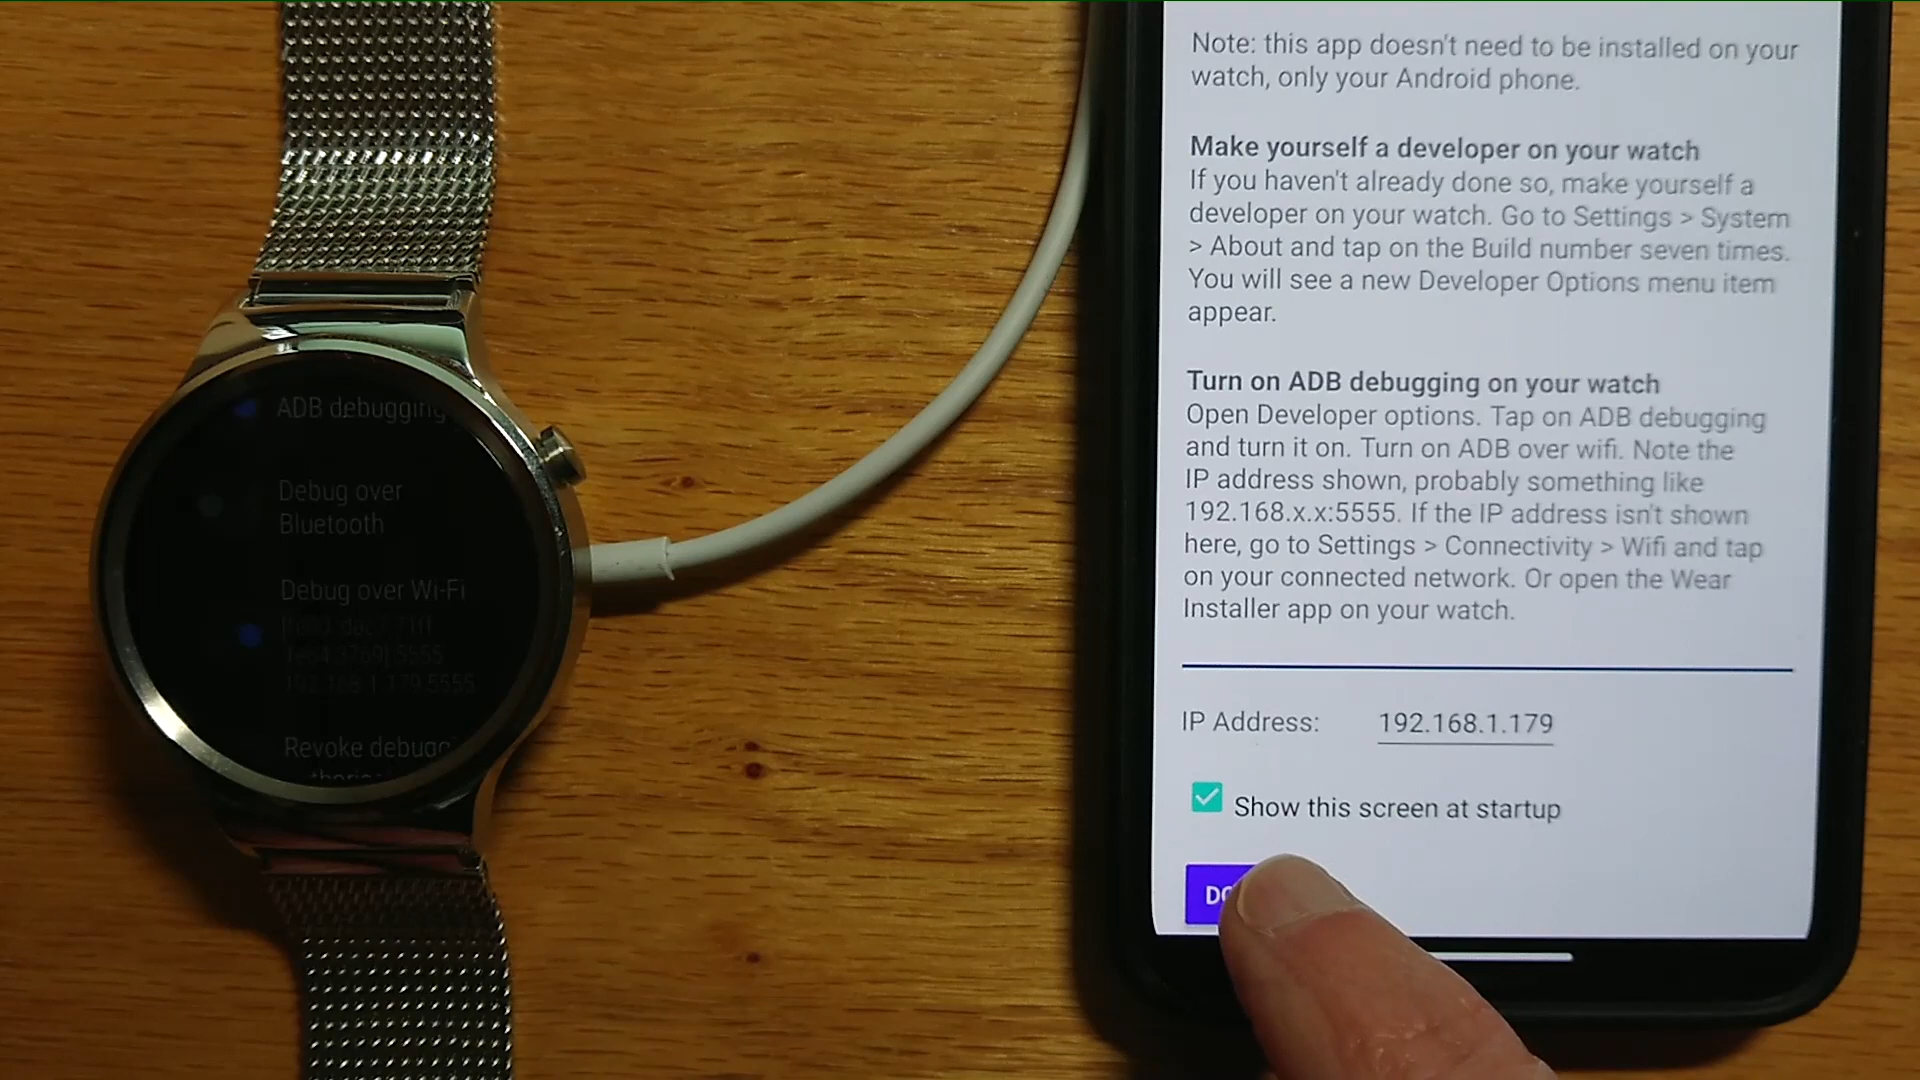 ADB debugging
Debug over
Bluetooth
Debug over Wi-Fi
192.168.1.179:5555
Revoke debugg
Note: this app doesn't need to be installed on your
watch, only your Android phone.
Make yourself a developer on your watch
If you haven't already done so, make yourself a
developer on your watch. Go to Settings > System
> About and tap on the Build number seven times.
You will see a new Developer Options menu item
appear.
Turn on ADB debugging on your watch
Open Developer options. Tap on ADB debugging
and turn it on. Turn on ADB over wifi. Note the
IP address shown, probably something like
192.168.x.x:5555. If the IP address isn't shown
here, go to Settings > Connectivity > Wifi and tap
on your connected network. Or open the Wear
Installer app on your watch.
IP Address: 192.168.1.179
Show this screen at startup
DO